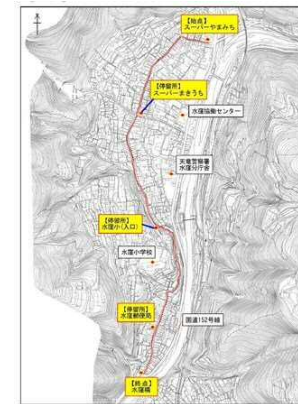 【始点】
スーパーやまみち
【停留所】
スーパーまきうち
水窪協働センター
天竜警察署
水窪分庁舎
【停留所】
水窪小(入口)
水窪小学校
【停留所】
水窪郵便局
国道152号線
【終点】
水窪橋